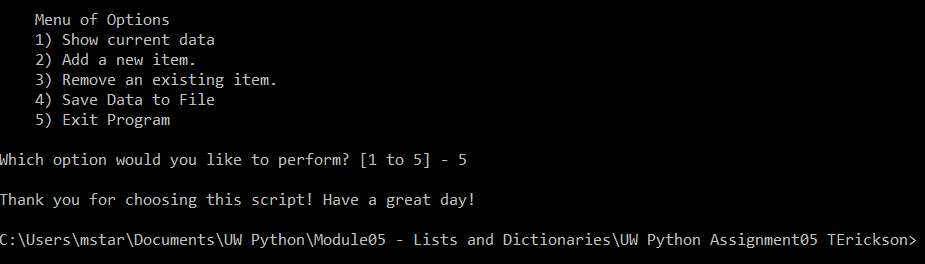 Menu of Options
1) Show current data
2) Add a new item.
3) Remove an existing item.
4) Save Data to File
5) Exit Program
Which option would you like to perform? [1 to 5] - 5
Thank you for choosing this script! Have a great day!
C:\Users\mstar\Documents\UW Python\Module05 - Lists and Dictionaries\UW Python Assignment05 TErickson>